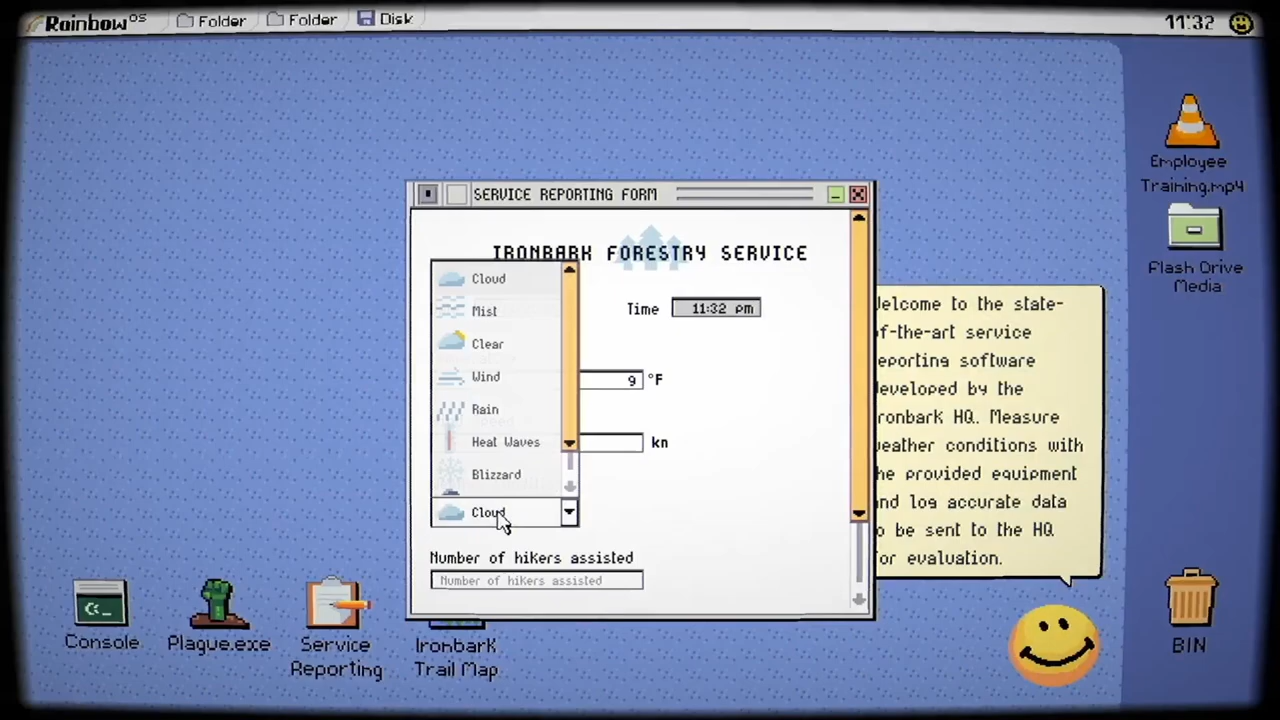 RainbowOS
Folder
Folder
Disk
11:32
Employee
Training.mp4
Flash Drive
Media
SERVICE REPORTING FORM
IRONBARK FORESTRY SERVICE
Time
11:32 pm
9
°F
kn
Cloud
Mist
Clear
Wind
Rain
Heat Waves
Blizzard
Cloud
Number of hikers assisted
Number of hikers assisted
Welcome to the state-
of-the-art service
reporting software
developed by the
Ironbark HQ. Measure
weather conditions with
the provided equipment
and log accurate data
to be sent to the HQ
for evaluation.
Console
Plague.exe
Service
Reporting
Ironbark
Trail Map
BIN